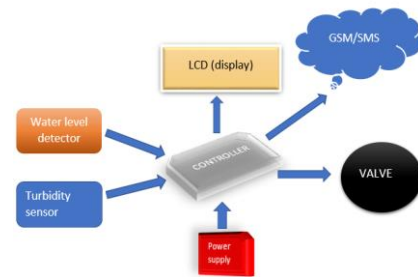 GSM/SMS
LCD (display)
Water level
detector
CONTROLLER
Turbidity
sensor
VALVE
Power
supply